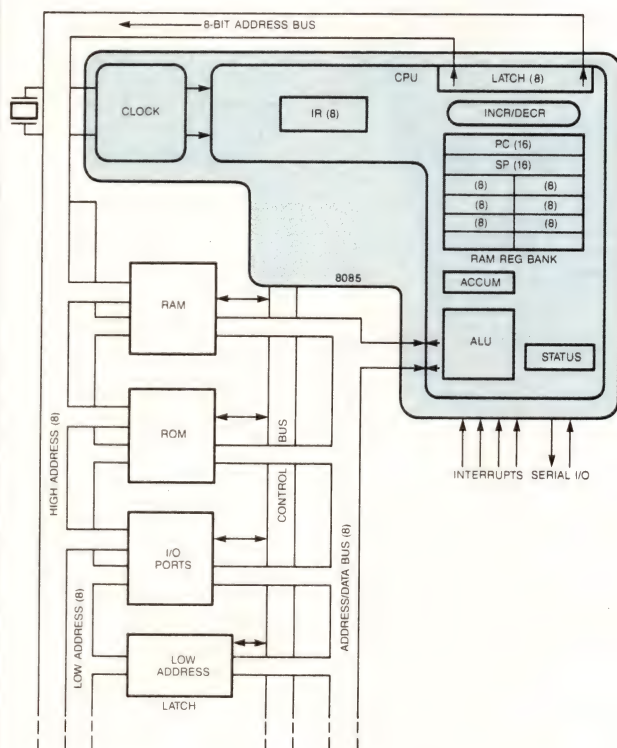 8-BIT ADDRESS BUS
CPU
LATCH (8)
CLOCK
IR (8)
INCR/DECR
PC (16)
SP (16)
(8) (8)
(8) (8)
(8) (8)
RAM REG BANK
8085
ACCUM
RAM
ALU
STATUS
ROM
BUS
CONTROL
HIGH ADDRESS (8)
INTERRUPTS SERIAL I/O
I/O
PORTS
ADDRESS/DATA BUS (8)
LOW ADDRESS (8)
LOW
ADDRESS
LATCH